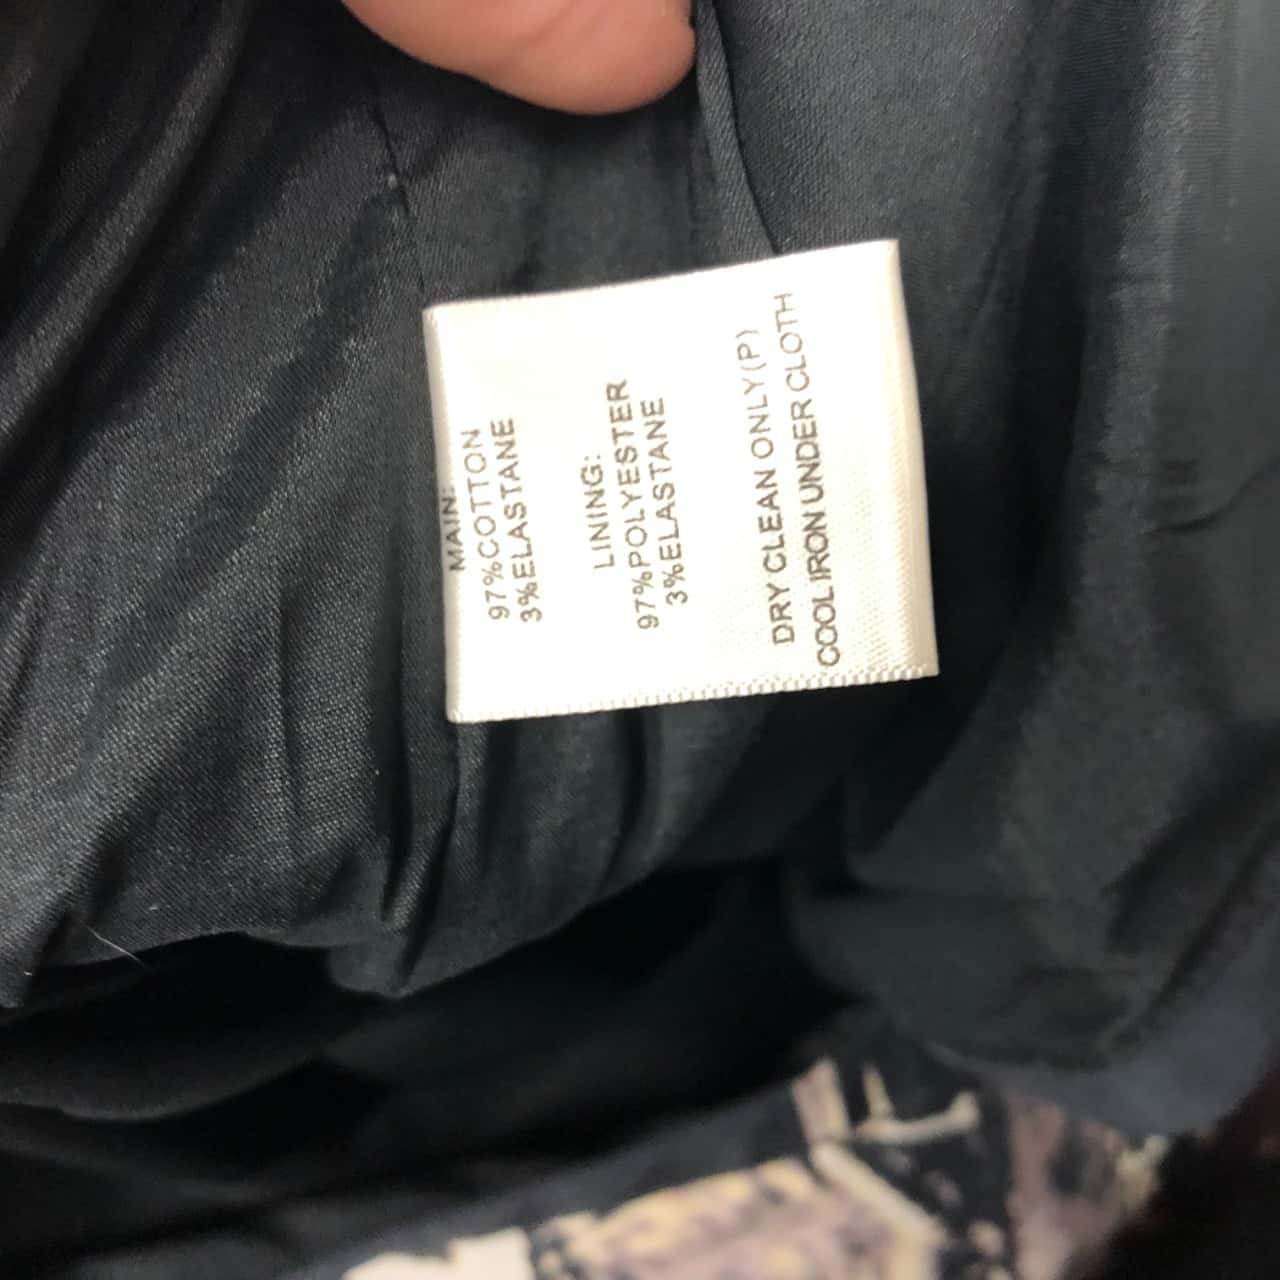 MAIN:
97%COTTON
3%ELASTANE
LINING:
97%POLYESTER
3%ELASTANE
DRY CLEAN ONLY(P)
COOL IRON UNDER CLOTH